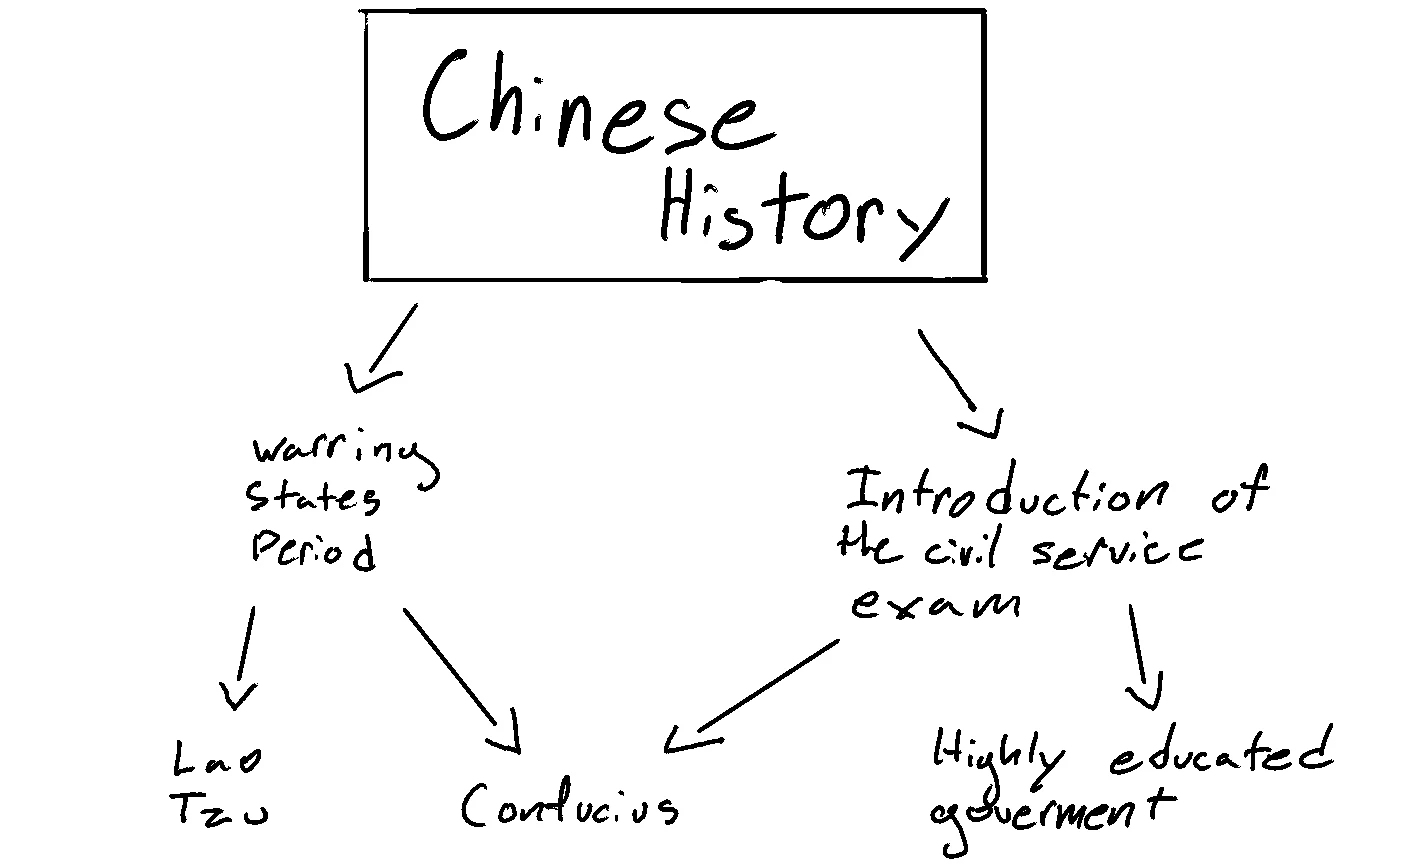 Chinese
History
Warring
States
Period
Introduction of
the civil service
exam
Lao
Tzu
Confucius
Highly educated
goverment